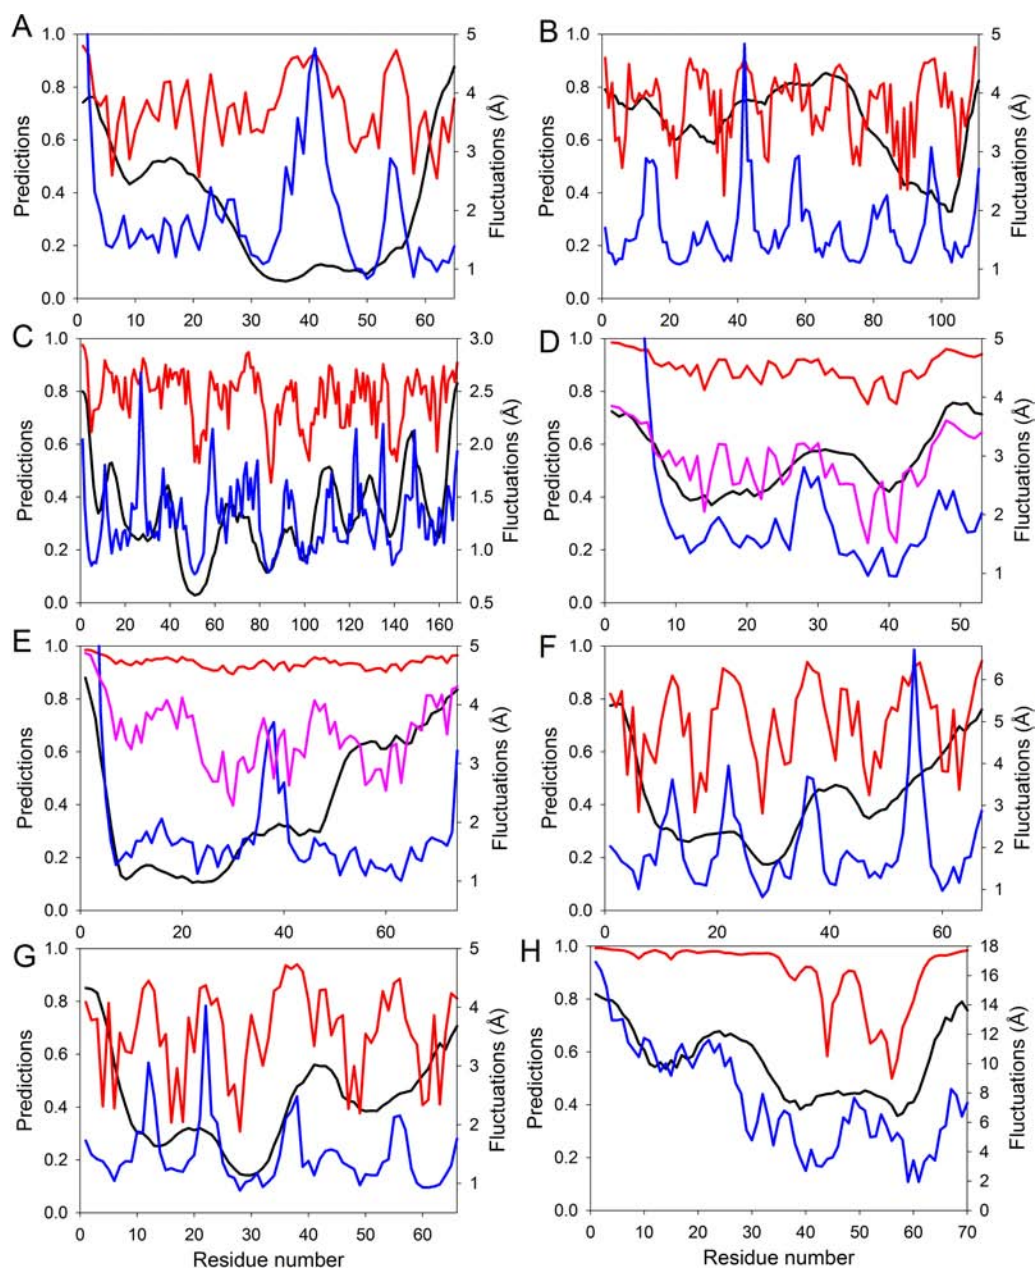 A
B
1.0
0.8
0.6
0.4
0.2
0.0
Predictions
5
4
3
2
1
Fluctuations (Å)
0 10 20 30 40 50 60
1.0
0.8
0.6
0.4
0.2
0.0
Predictions
5
4
3
2
1
Fluctuations (Å)
0 20 40 60 80 100
C
D
1.0
0.8
0.6
0.4
0.2
0.0
Predictions
3.0
2.5
2.0
1.5
1.0
0.5
Fluctuations (Å)
0 20 40 60 80 100 120 140 160
1.0
0.8
0.6
0.4
0.2
0.0
Predictions
5
4
3
2
1
Fluctuations (Å)
0 10 20 30 40 50
E
F
1.0
0.8
0.6
0.4
0.2
0.0
Predictions
5
4
3
2
1
Fluctuations (Å)
0 20 40 60
1.0
0.8
0.6
0.4
0.2
0.0
Predictions
6
5
4
3
2
1
Fluctuations (Å)
0 20 40 60
G
H
1.0
0.8
0.6
0.4
0.2
0.0
Predictions
5
4
3
2
1
Fluctuations (Å)
0 10 20 30 40 50 60
Residue number
1.0
0.8
0.6
0.4
0.2
0.0
Predictions
18
16
14
12
10
8
6
4
2
0
Fluctuations (Å)
0 10 20 30 40 50 60 70
Residue number